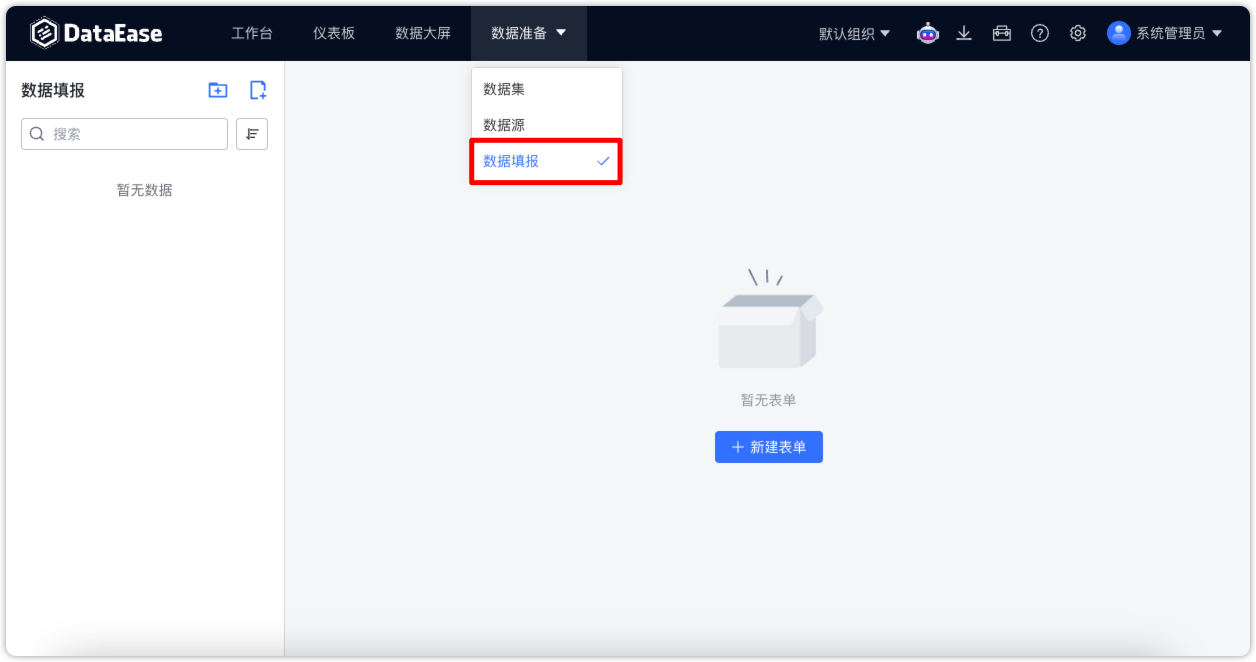 DataEase 工作台 仪表板 数据大屏 数据准备 默认组织 系统管理员
数据填报
搜索
暂无数据
数据集
数据源
数据填报
暂无表单
新建表单